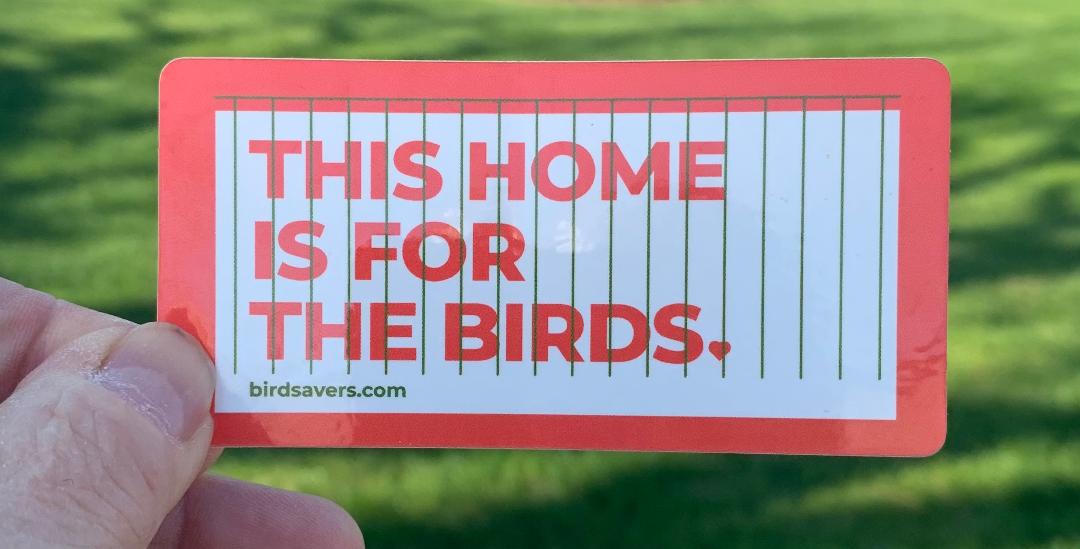 THIS HOME
IS FOR
THE BIRDS.
birdsavers.com